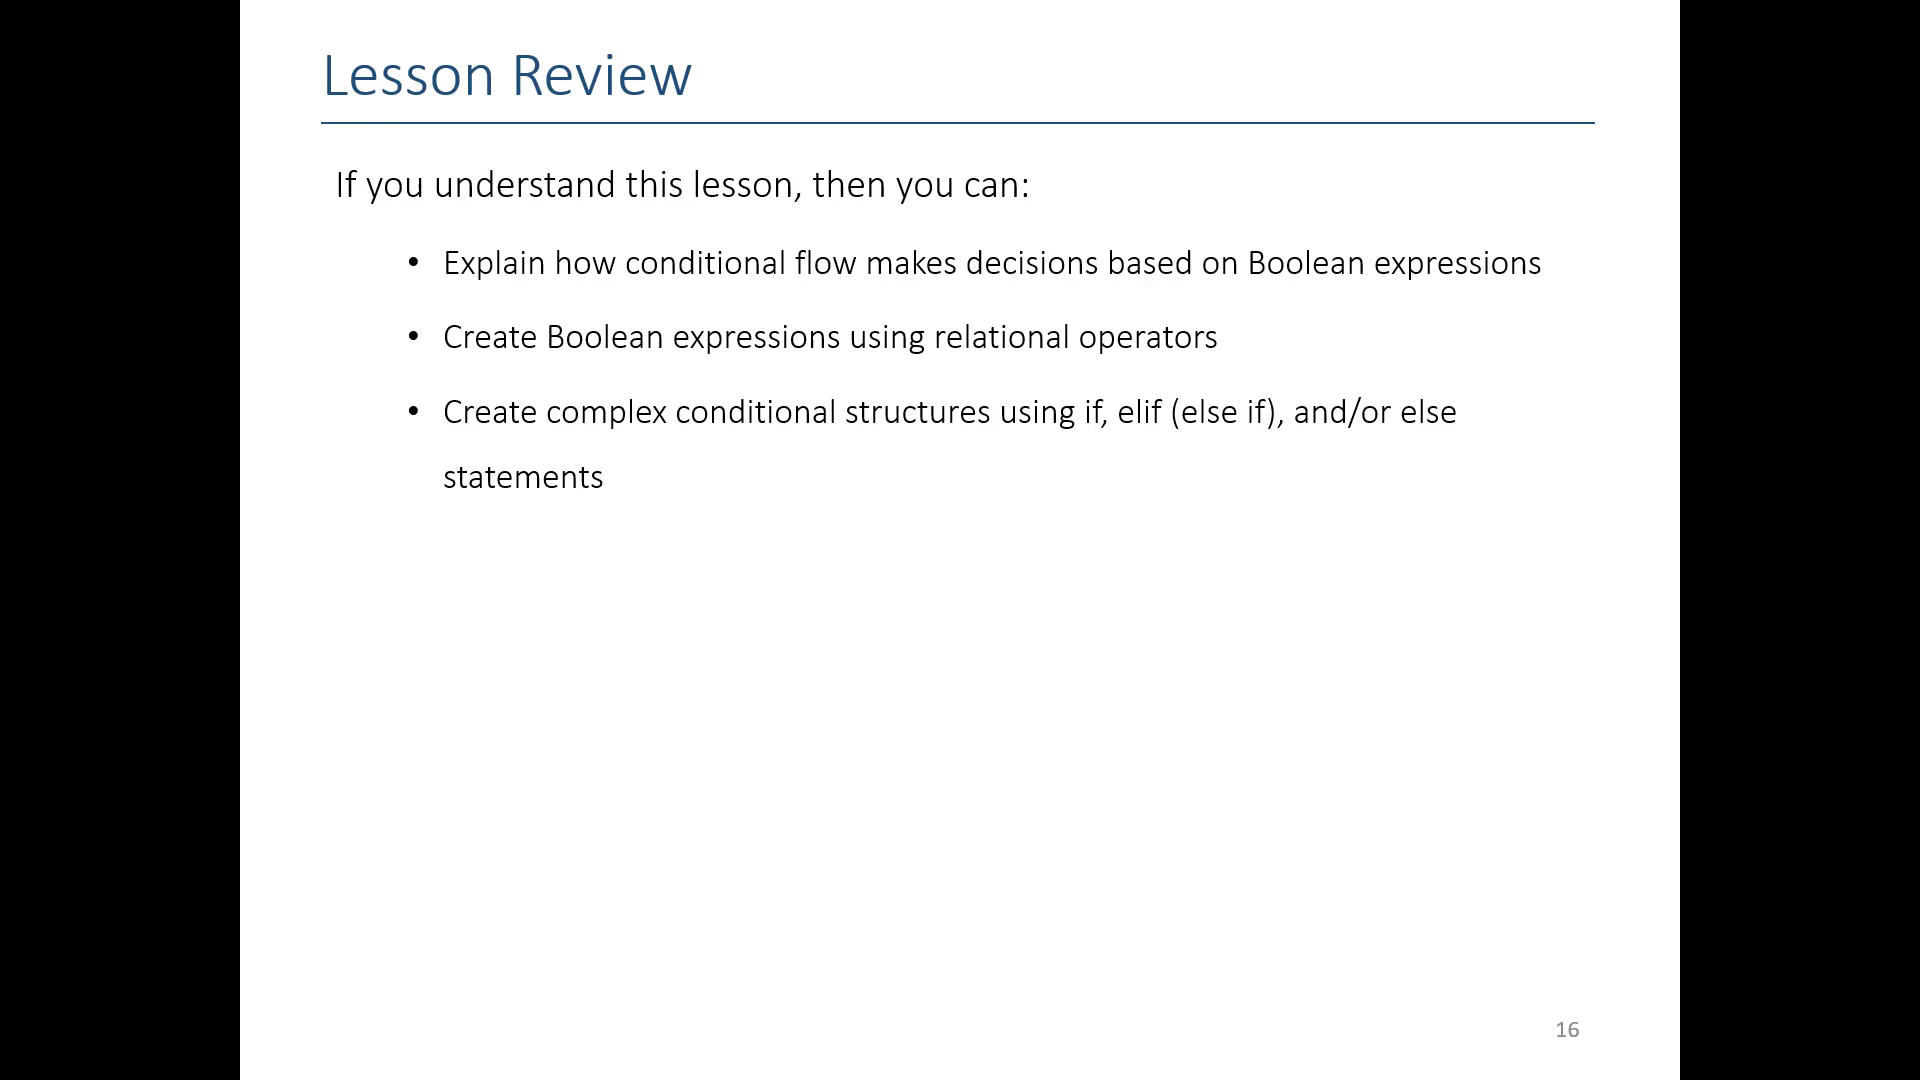 Lesson Review
If you understand this lesson, then you can:
• Explain how conditional flow makes decisions based on Boolean expressions
• Create Boolean expressions using relational operators
• Create complex conditional structures using if, elif (else if), and/or else
statements
16